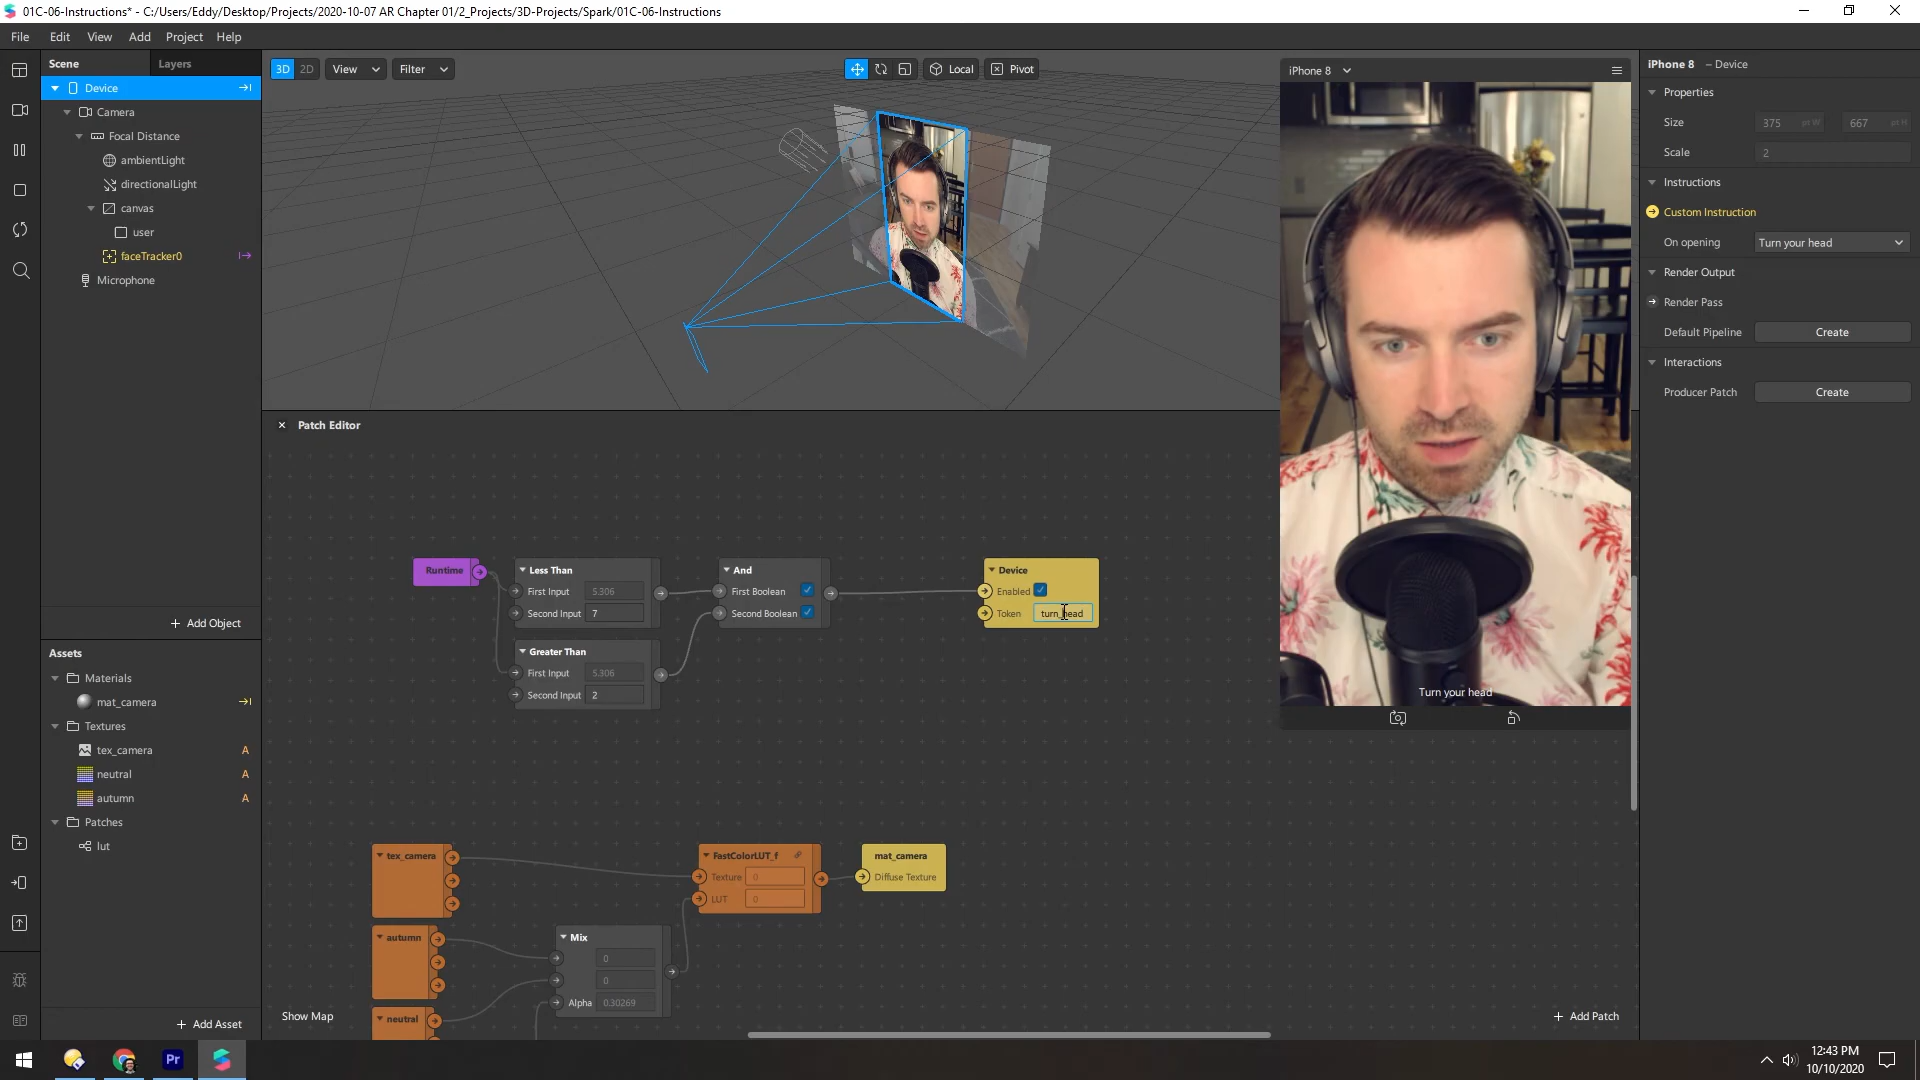 01C-06-Instructions* - C:/Users/Eddy/Desktop/Projects/2020-10-07 AR Chapter 01/2_Projects/3D-Projects/Spark/01C-06-Instructions
File Edit View Add Project Help
Scene Layers
Device
Camera
Focal Distance
ambientLight
directionalLight
canvas
user
faceTracker0
Microphone
+ Add Object
Assets
Materials
mat_camera
Textures
tex_camera A
neutral A
autumn A
Patches
lut
+ Add Asset
3D 2D View Filter Local Pivot
Patch Editor
Runtime
Less Than
First Input 5.306
Second Input 7
Greater Than
First Input 5.306
Second Input 2
And
First Boolean
Second Boolean
Device
Enabled
Token turn_head
tex_camera
autumn
neutral
Mix
0
0
Alpha 0.30269
FastColorLUT_f
Texture 0
LUT 0
mat_camera
Diffuse Texture
Show Map
+ Add Patch
iPhone 8
Turn your head
iPhone 8 – Device
Properties
Size 375 pt W 667 pt H
Scale 2
Instructions
Custom Instruction
On opening Turn your head
Render Output
Render Pass
Default Pipeline Create
Interactions
Producer Patch Create
Pr
12:43 PM
10/10/2020